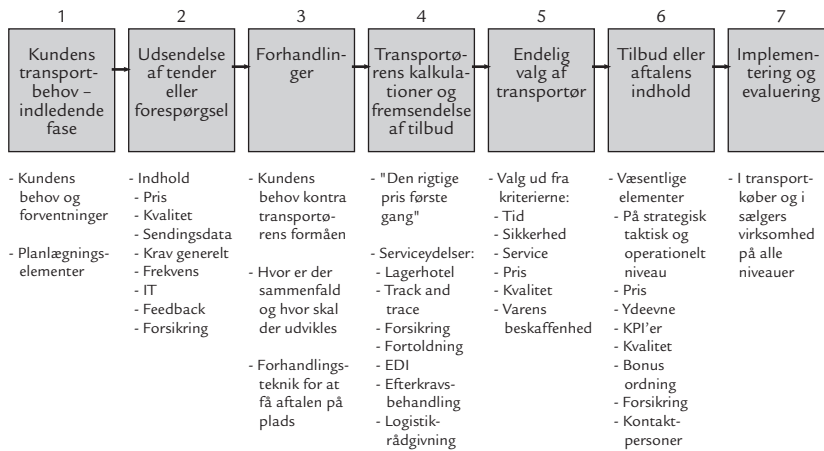 1
Kundens
transport-
behov –
indledende
fase
- Kundens
behov og
forventninger
- Planlægnings-
elementer
2
Udsendelse
af tender
eller
forespørgsel
- Indhold
- Pris
- Kvalitet
- Sendingsdata
- Krav generelt
- Frekvens
- IT
- Feedback
- Forsikring
3
Forhandlin-
ger
- Kundens
behov kontra
transportø-
rens formåen
- Hvor er der
sammenfald
og hvor skal
der udvikles
- Forhandlings-
teknik for at
få aftalen på
plads
4
Transportø-
rens kalkula-
tioner og
fremsendelse
af tilbud
- "Den rigtige
pris første
gang"
- Serviceydelser:
- Lagerhotel
- Track and
trace
- Forsikring
- Fortoldning
- EDI
- Efterkravs-
behandling
- Logistik-
rådgivning
5
Endelig
valg af
transportør
- Valg ud fra
kriterierne:
- Tid
- Sikkerhed
- Service
- Pris
- Kvalitet
- Varens
beskaffenhed
6
Tilbud eller
aftalens
indhold
- Væsentlige
elementer
- På strategisk
taktisk og
operationelt
niveau
- Pris
- Ydeevne
- KPI’er
- Kvalitet
- Bonus
ordning
- Forsikring
- Kontakt-
personer
7
Implemen-
tering og
evaluering
- I transport-
køber og i
sælgers
virksomhed
på alle
niveauer